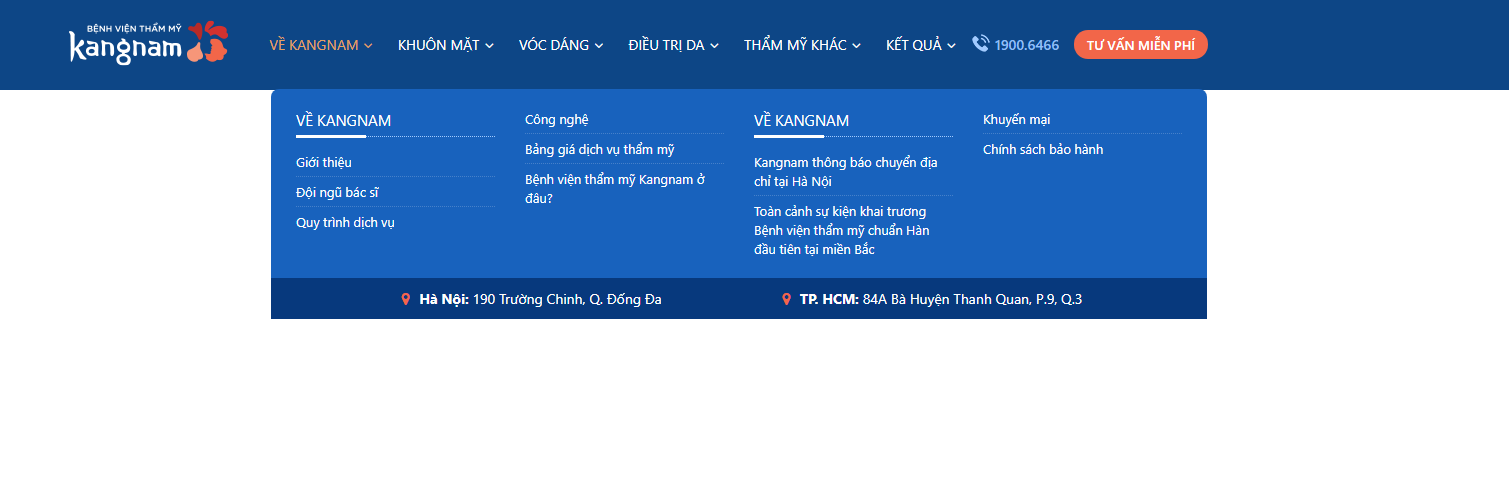 BỆNH VIỆN THẨM MỸ
kangnam
VỀ KANGNAM
KHUÔN MẶT
VÓC DÁNG
ĐIỀU TRỊ DA
THẨM MỸ KHÁC
KẾT QUẢ
1900.6466
TƯ VẤN MIỄN PHÍ
VỀ KANGNAM
Giới thiệu
Đội ngũ bác sĩ
Quy trình dịch vụ
Công nghệ
Bảng giá dịch vụ thẩm mỹ
Bệnh viện thẩm mỹ Kangnam ở
đâu?
VỀ KANGNAM
Kangnam thông báo chuyển địa
chỉ tại Hà Nội
Toàn cảnh sự kiện khai trương
Bệnh viện thẩm mỹ chuẩn Hàn
đầu tiên tại miền Bắc
Khuyến mại
Chính sách bảo hành
Hà Nội: 190 Trường Chinh, Q. Đống Đa
TP. HCM: 84A Bà Huyện Thanh Quan, P.9, Q.3